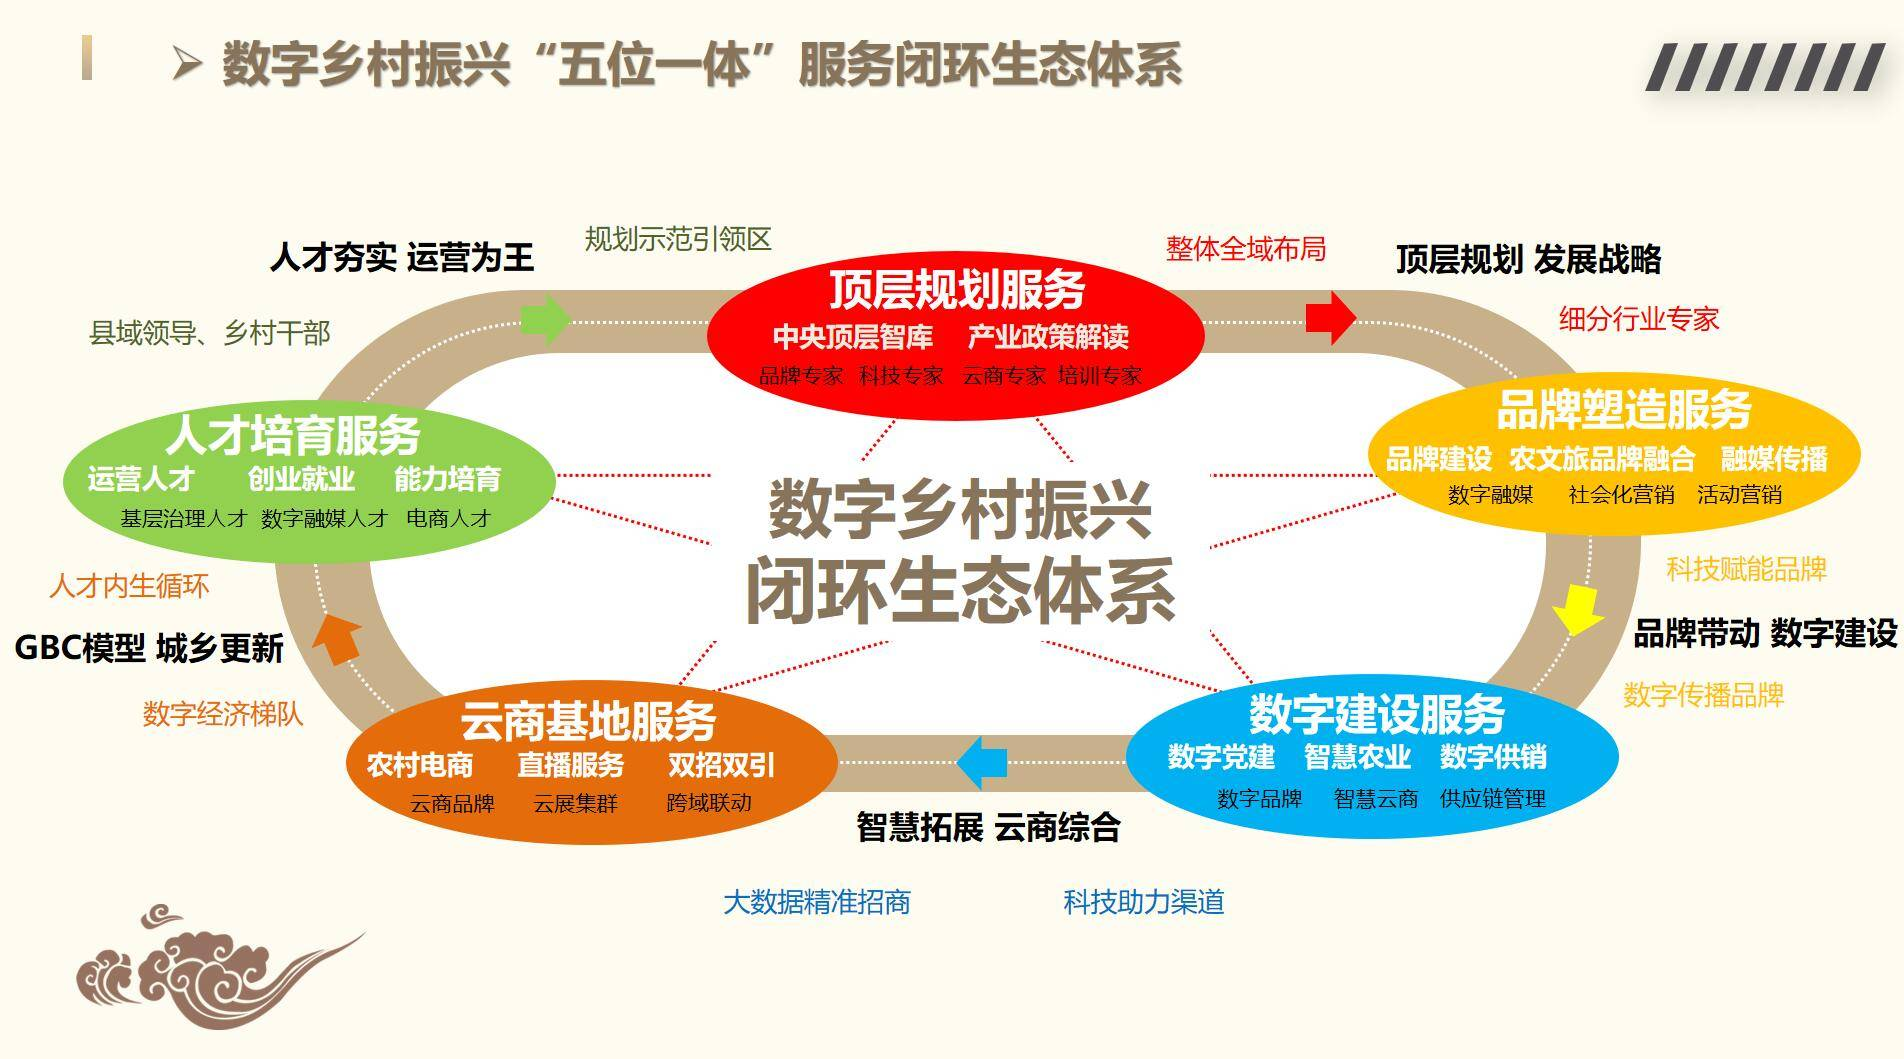 数字乡村振兴“五位一体”服务闭环生态体系
规划示范引领区
整体全域布局
人才夯实 运营为王
顶层规划 发展战略
县域领导、乡村干部
细分行业专家
顶层规划服务
中央顶层智库 产业政策解读
品牌专家 科技专家 云商专家 培训专家
人才培育服务
运营人才 创业就业 能力培育
基层治理人才 数字融媒人才 电商人才
品牌塑造服务
品牌建设 农文旅品牌融合 融媒传播
数字融媒 社会化营销 活动营销
数字乡村振兴
闭环生态体系
人才内生循环
GBC模型 城乡更新
数字经济梯队
科技赋能品牌
品牌带动 数字建设
数字传播品牌
云商基地服务
农村电商 直播服务 双招双引
云商品牌 云展集群 跨域联动
数字建设服务
数字党建 智慧农业 数字供销
数字品牌 智慧云商 供应链管理
智慧拓展 云商综合
大数据精准招商
科技助力渠道